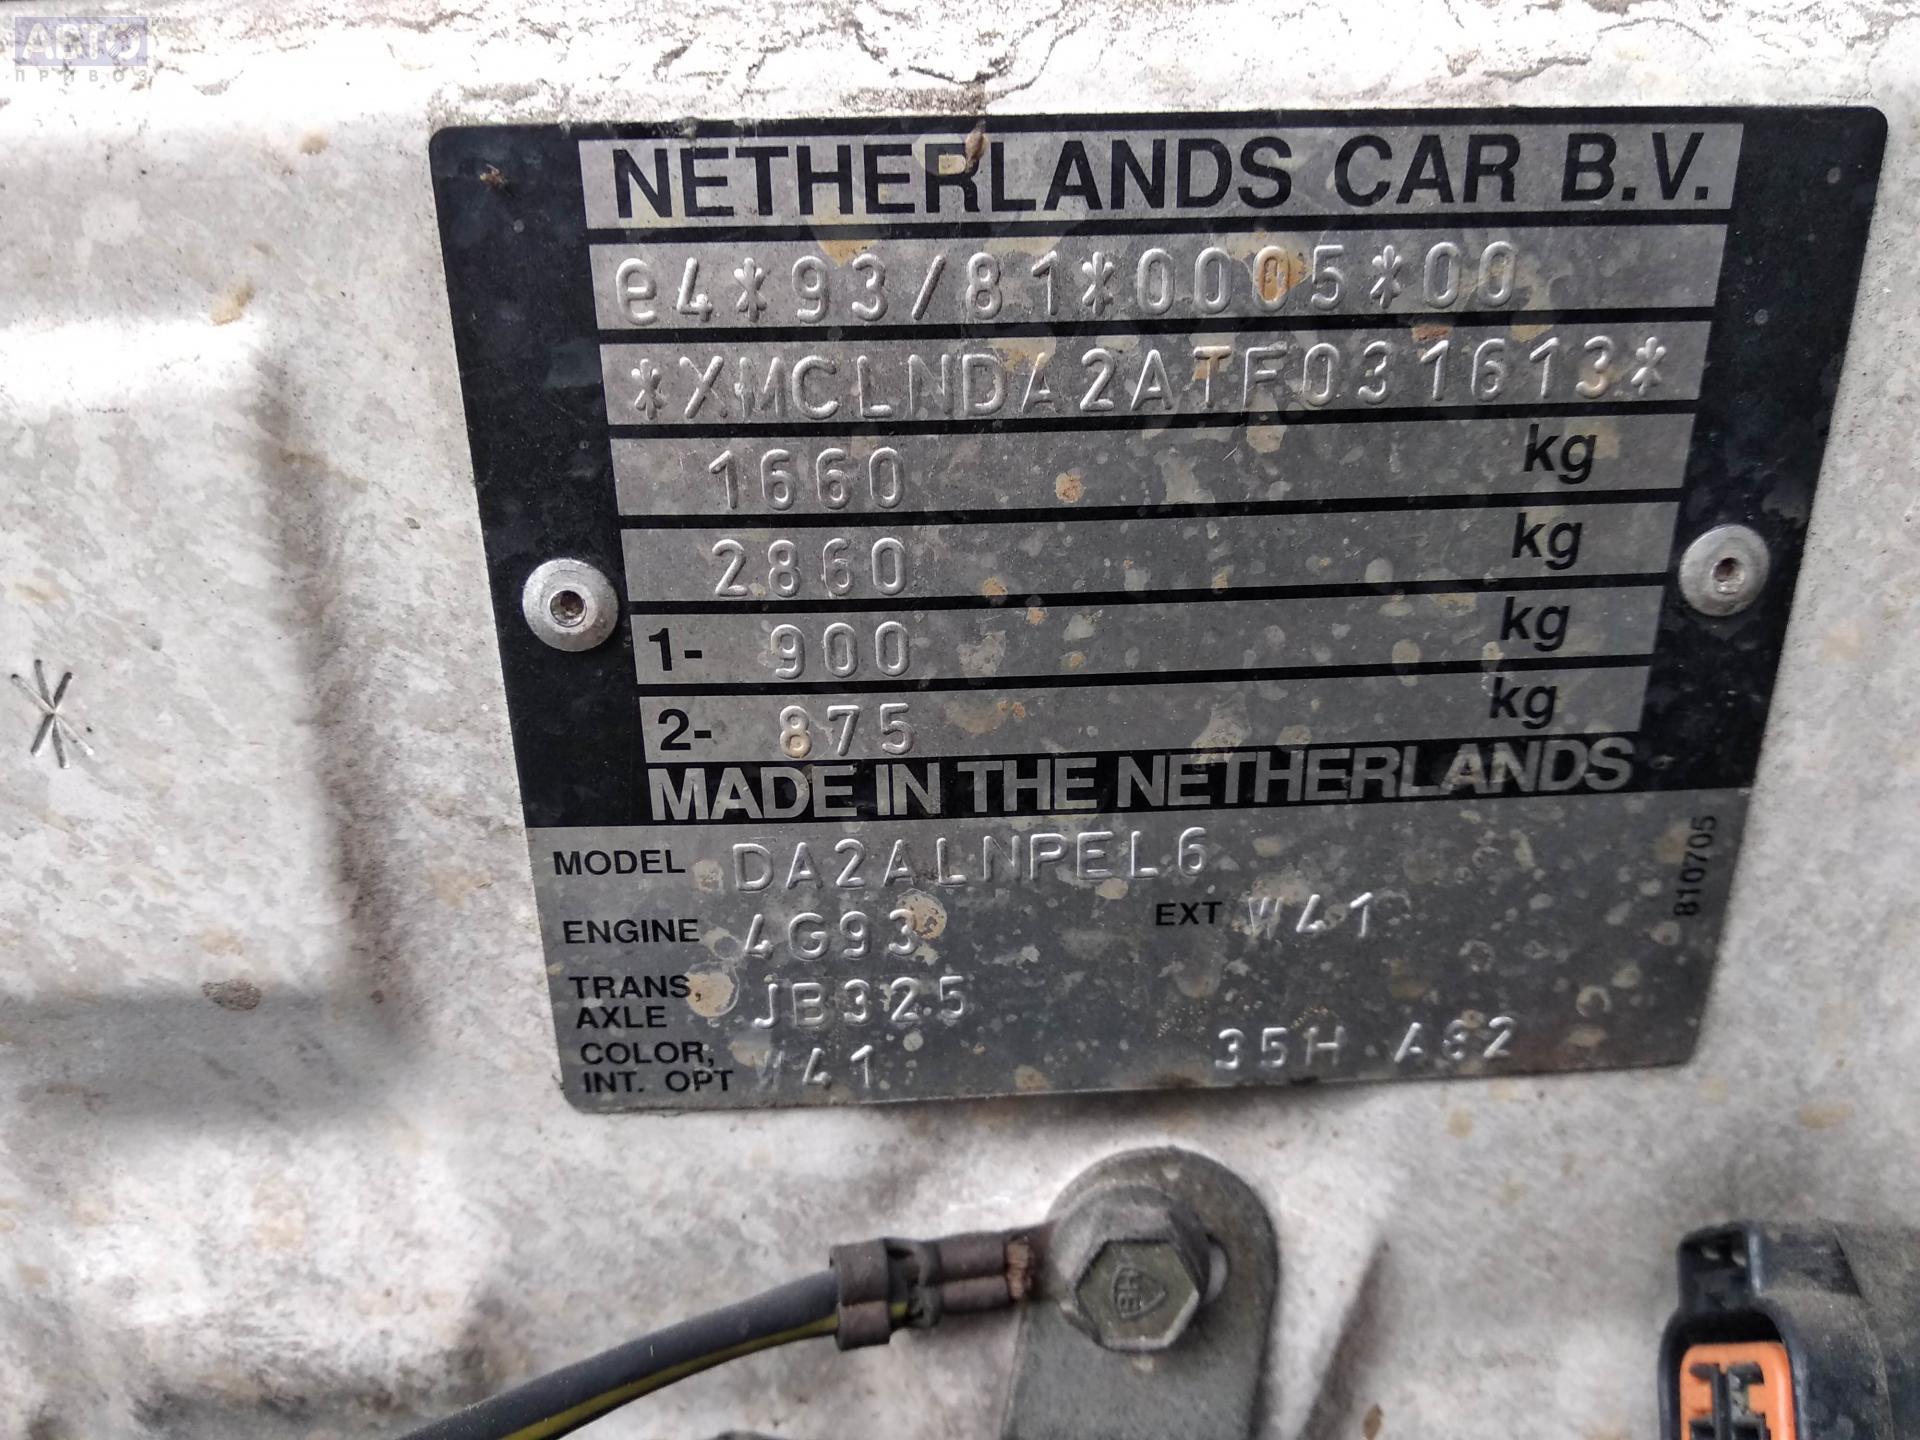 АВТО
ПРИВОЗ
NETHERLANDS CAR B.V.
e4*93/81*0005*00
*XMCLNDA2ATF031613*
1660 kg
2860 kg
1- 900 kg
2- 875 kg
MADE IN THE NETHERLANDS
MODEL DA2ALNPEL6
ENGINE 4G93 EXT W41
TRANS, AXLE JB325
COLOR, INT. OPT W41 35H A82
810705